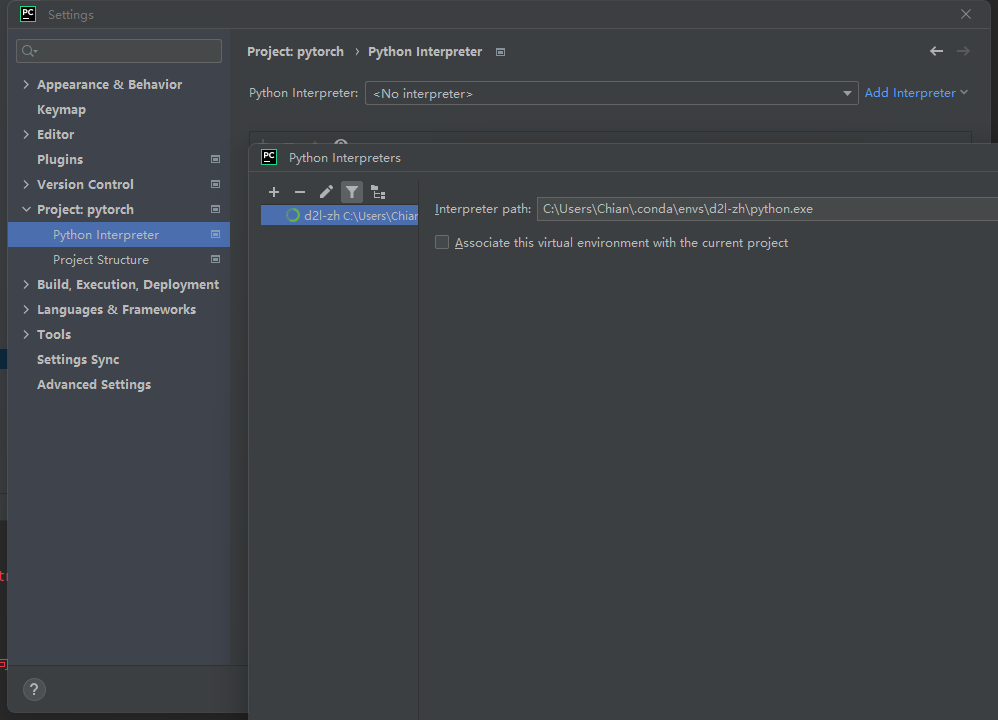 PC Settings
Project: pytorch › Python Interpreter
Appearance & Behavior
Keymap
Editor
Plugins
Version Control
Project: pytorch
Python Interpreter
Project Structure
Build, Execution, Deployment
Languages & Frameworks
Tools
Settings Sync
Advanced Settings
?
Python Interpreter: <No interpreter> Add Interpreter
PC Python Interpreters
d2l-zh C:\Users\Chian
Interpreter path: C:\Users\Chian\.conda\envs\d2l-zh\python.exe
Associate this virtual environment with the current project